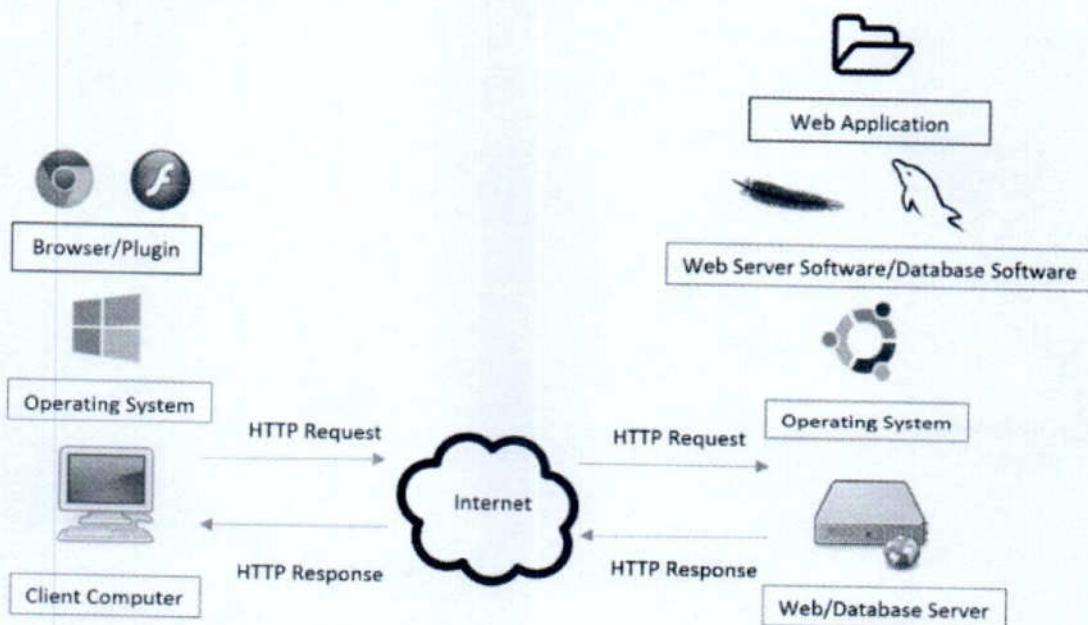 Web Application
Browser/Plugin
Web Server Software/Database Software
Operating System
Operating System
HTTP Request
HTTP Request
Internet
HTTP Response
HTTP Response
Client Computer
Web/Database Server